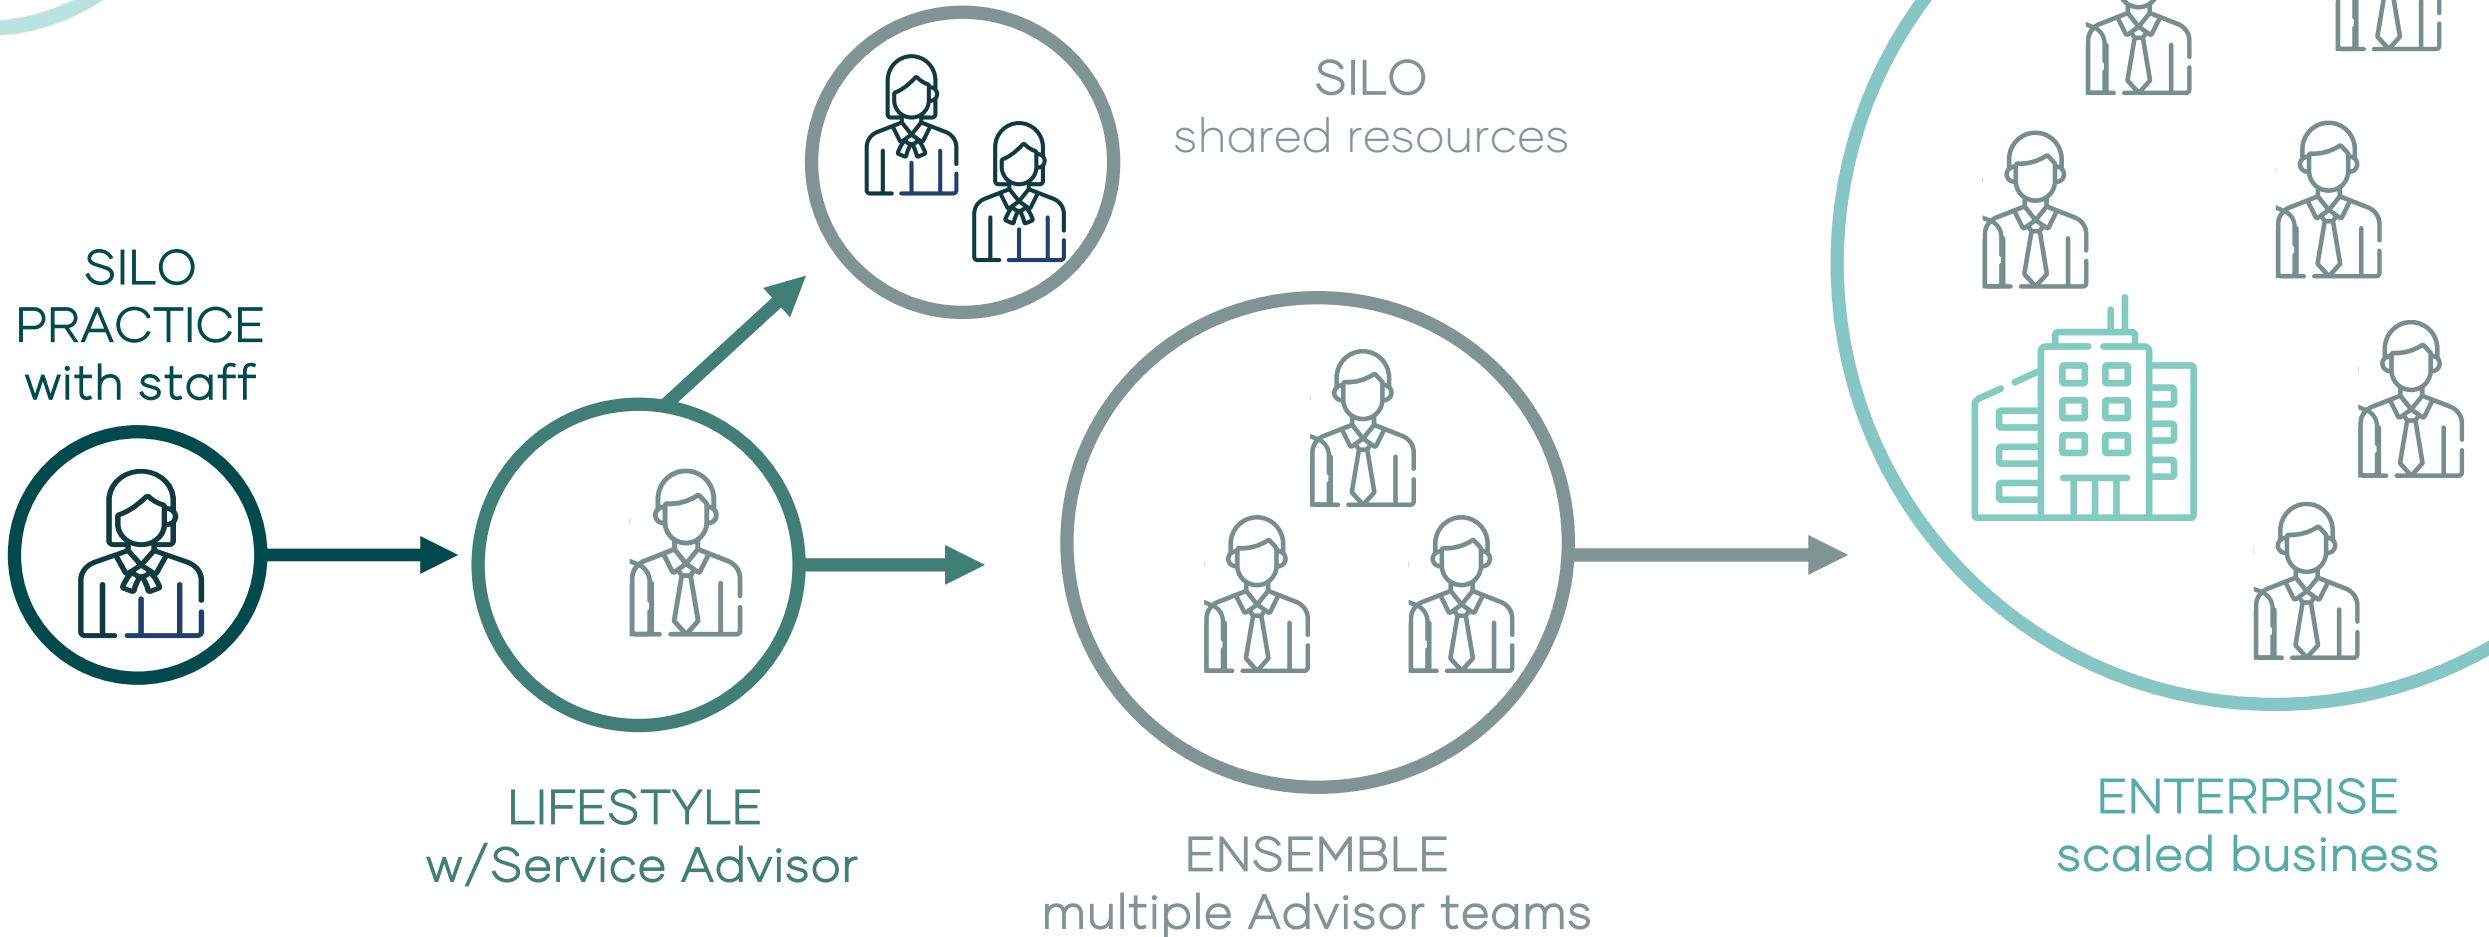 SILO
shared resources
SILO
PRACTICE
with staff
LIFESTYLE
w/Service Advisor
ENSEMBLE
multiple Advisor teams
ENTERPRISE
scaled business